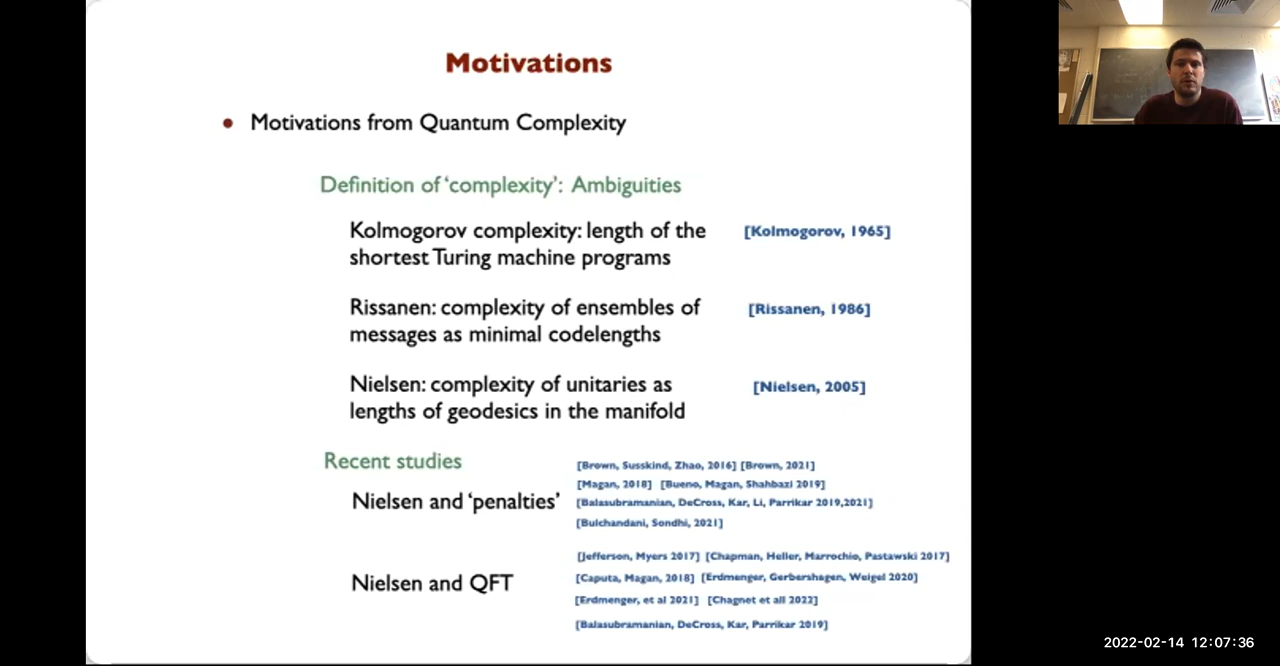 Motivations
• Motivations from Quantum Complexity
Definition of 'complexity': Ambiguities
Kolmogorov complexity: length of the [Kolmogorov, 1965]
shortest Turing machine programs
Rissanen: complexity of ensembles of [Rissanen, 1986]
messages as minimal codelengths
Nielsen: complexity of unitaries as [Nielsen, 2005]
lengths of geodesics in the manifold
Recent studies
[Brown, Susskind, Zhao, 2016] [Brown, 2021]
[Magan, 2018] [Bueno, Magan, Shahbazi 2019]
Nielsen and 'penalties' [Balasubramanian, DeCross, Kar, Li, Parrikar 2019,2021]
[Bulchandani, Sondhi, 2021]
[Jefferson, Myers 2017] [Chapman, Heller, Marrochio, Pastawski 2017]
Nielsen and QFT [Caputa, Magan, 2018] [Erdmenger, Gerbershagen, Weigel 2020]
[Erdmenger, et al 2021] [Chagnet et all 2022]
[Balasubramanian, DeCross, Kar, Parrikar 2019]
2022-02-14 12:07:36